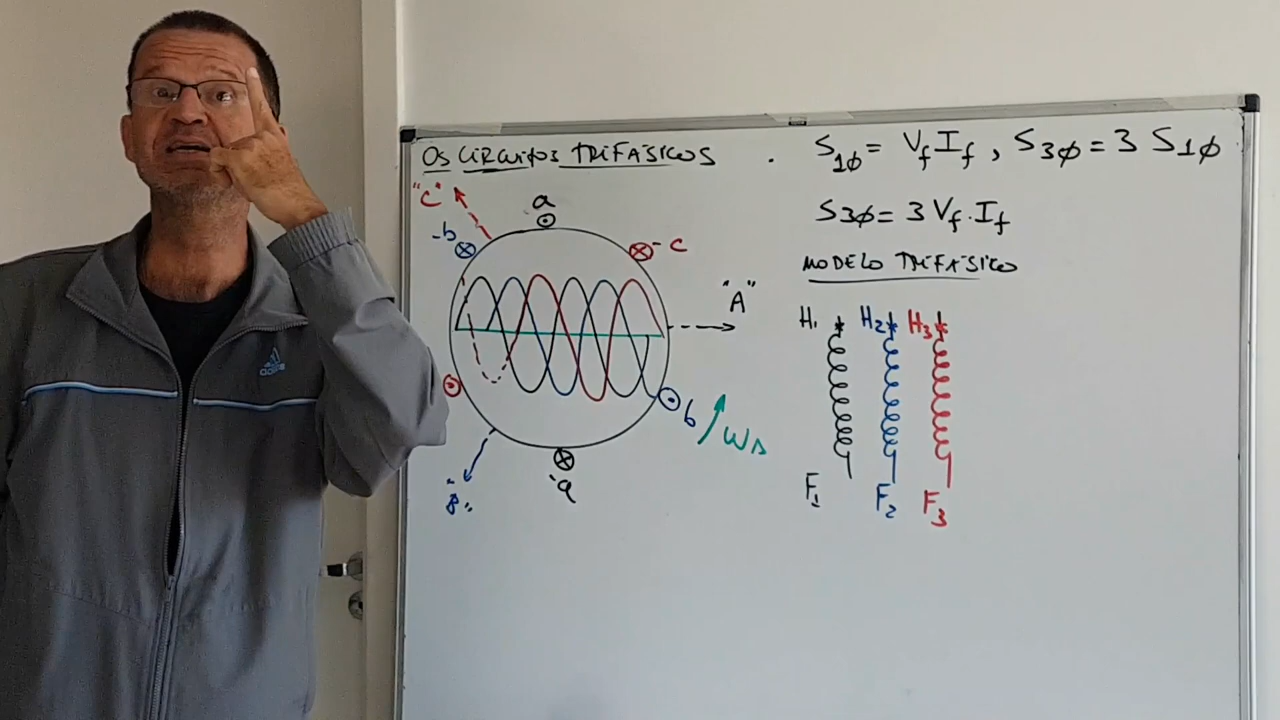 OS CIRCUITOS TRIFÁSICOS . S1ϕ = Vf If , S3ϕ = 3 S1ϕ
S3ϕ = 3 Vf . If
MODELO TRIFÁSICO
"C"
a
-b
-c
"A"
b
ωs
-a
"B"
H1 H2 H3
F1 F2 F3
adidas